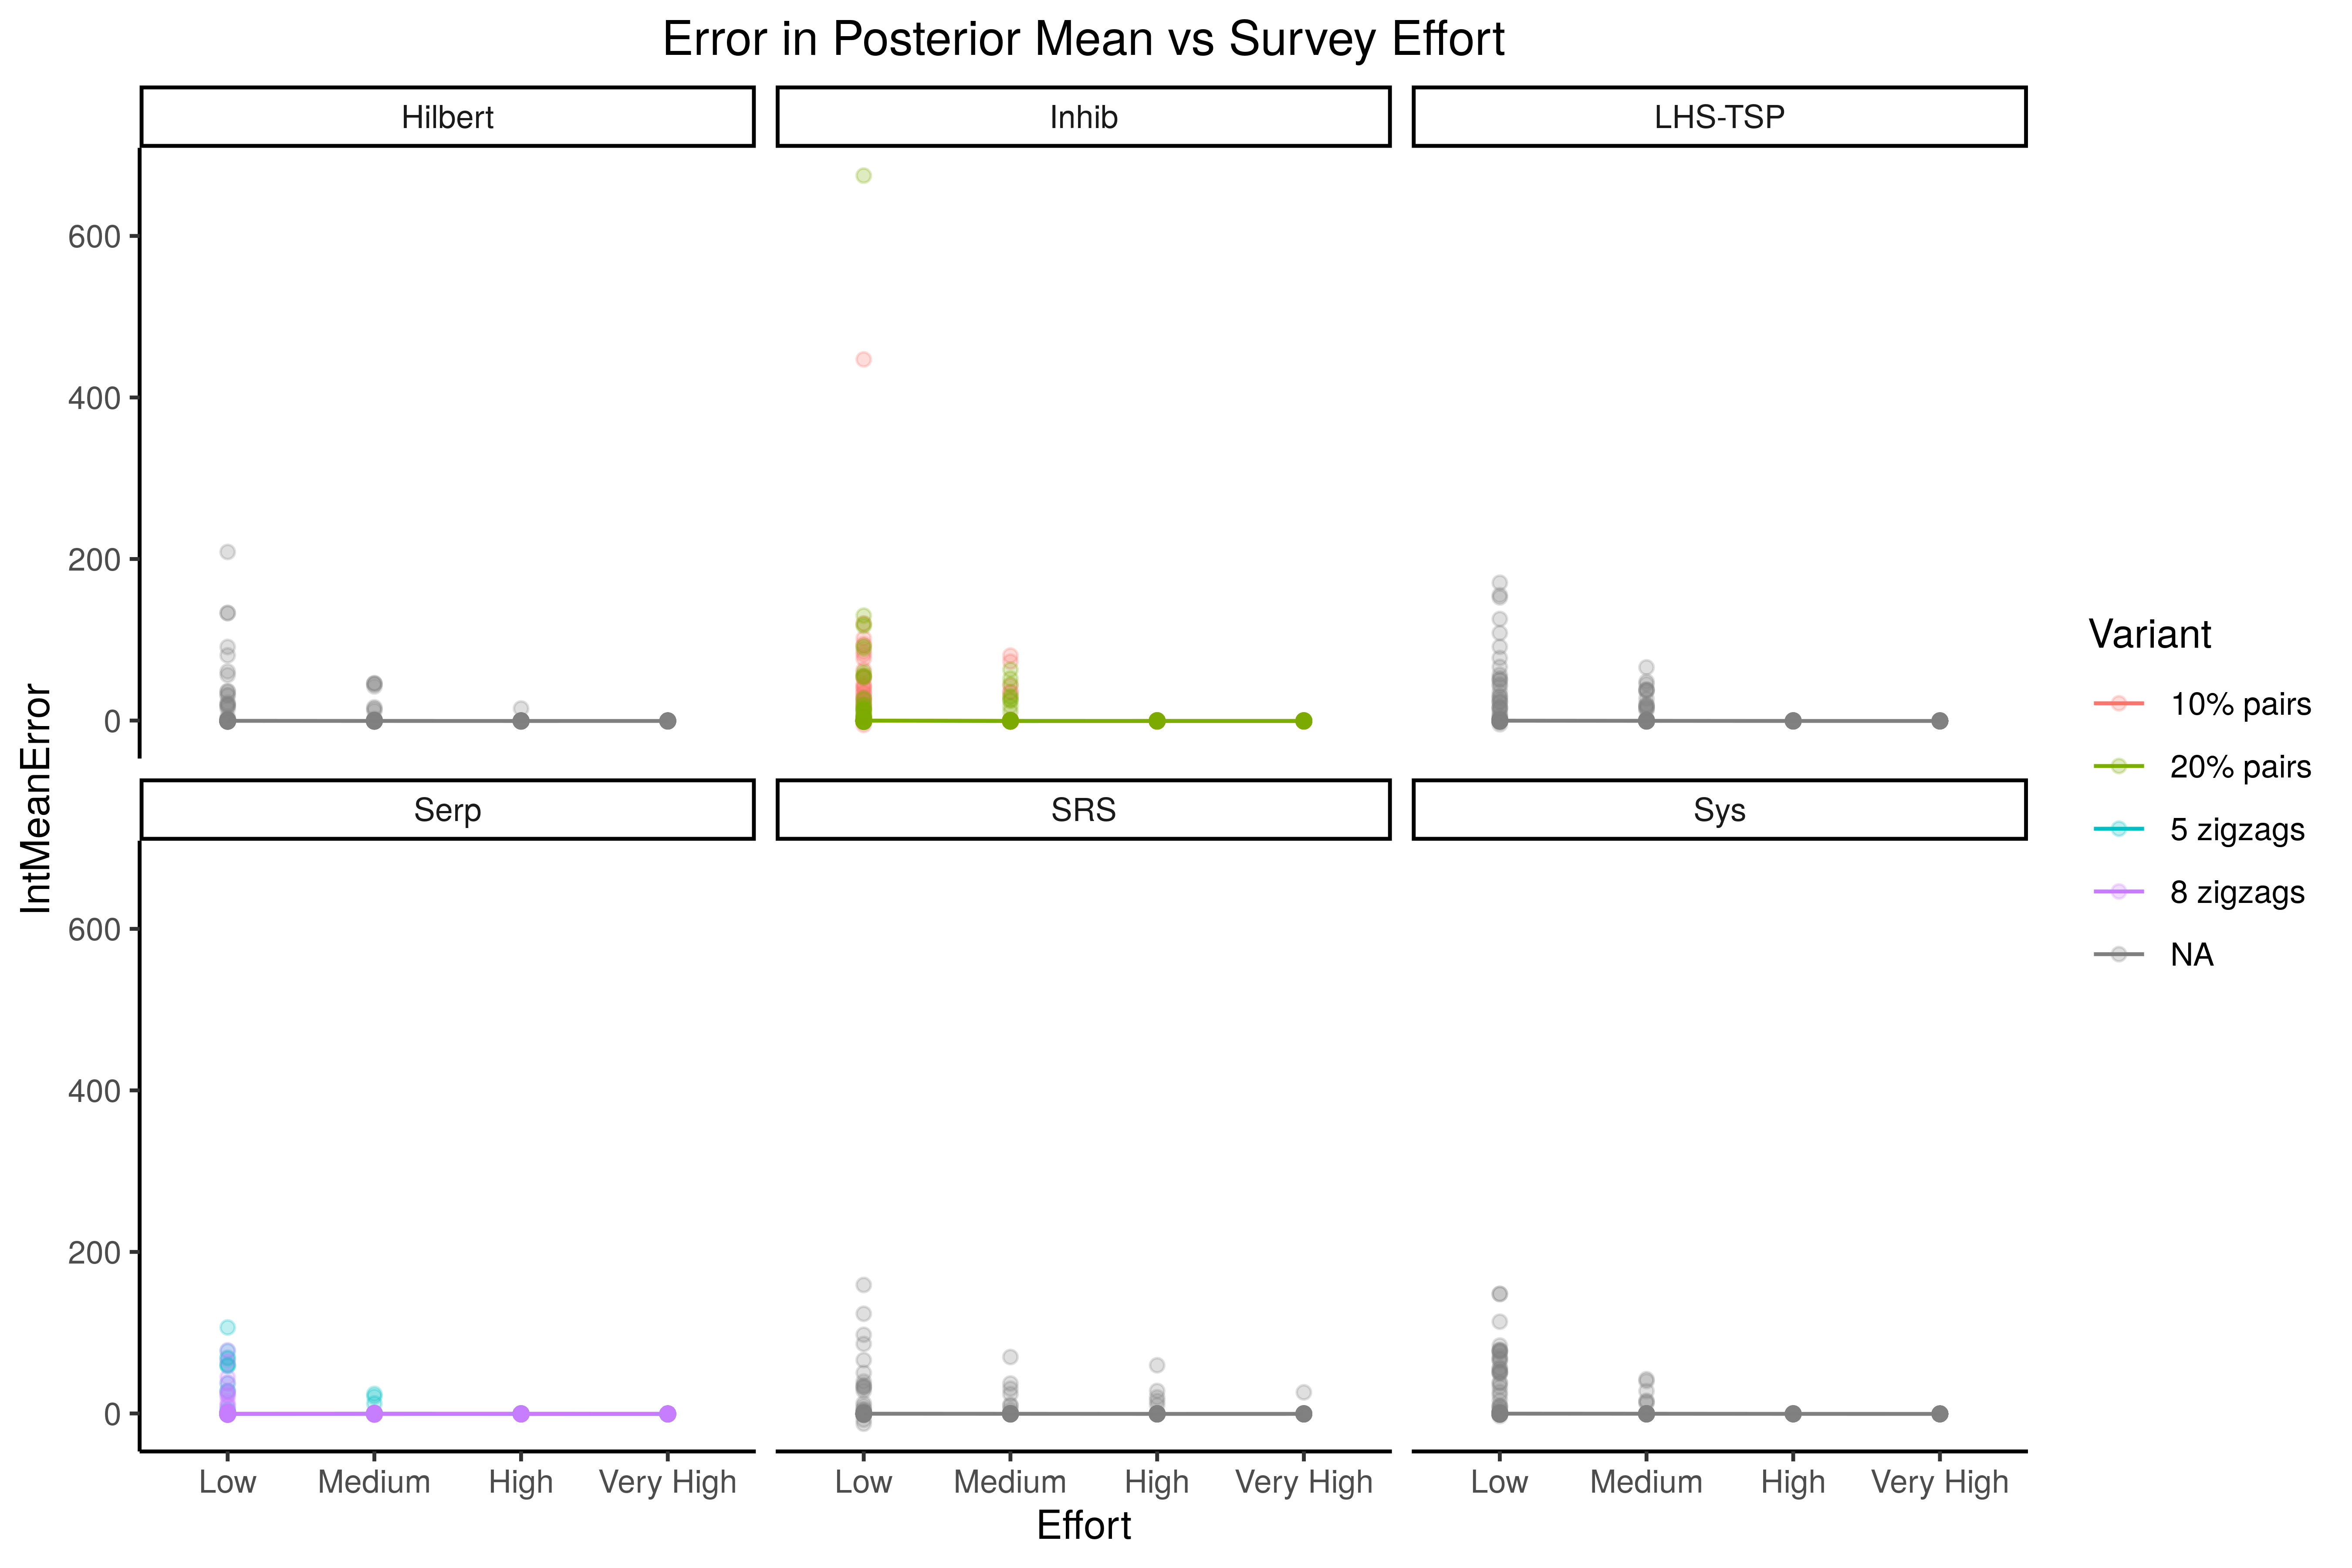 Error in Posterior Mean vs Survey Effort
Hilbert
Inhib
LHS-TSP
600
400
200
0
IntMeanError
Serp
SRS
Sys
600
400
200
0
Low Medium High Very High
Low Medium High Very High
Low Medium High Very High
Effort
Variant
10% pairs
20% pairs
5 zigzags
8 zigzags
NA